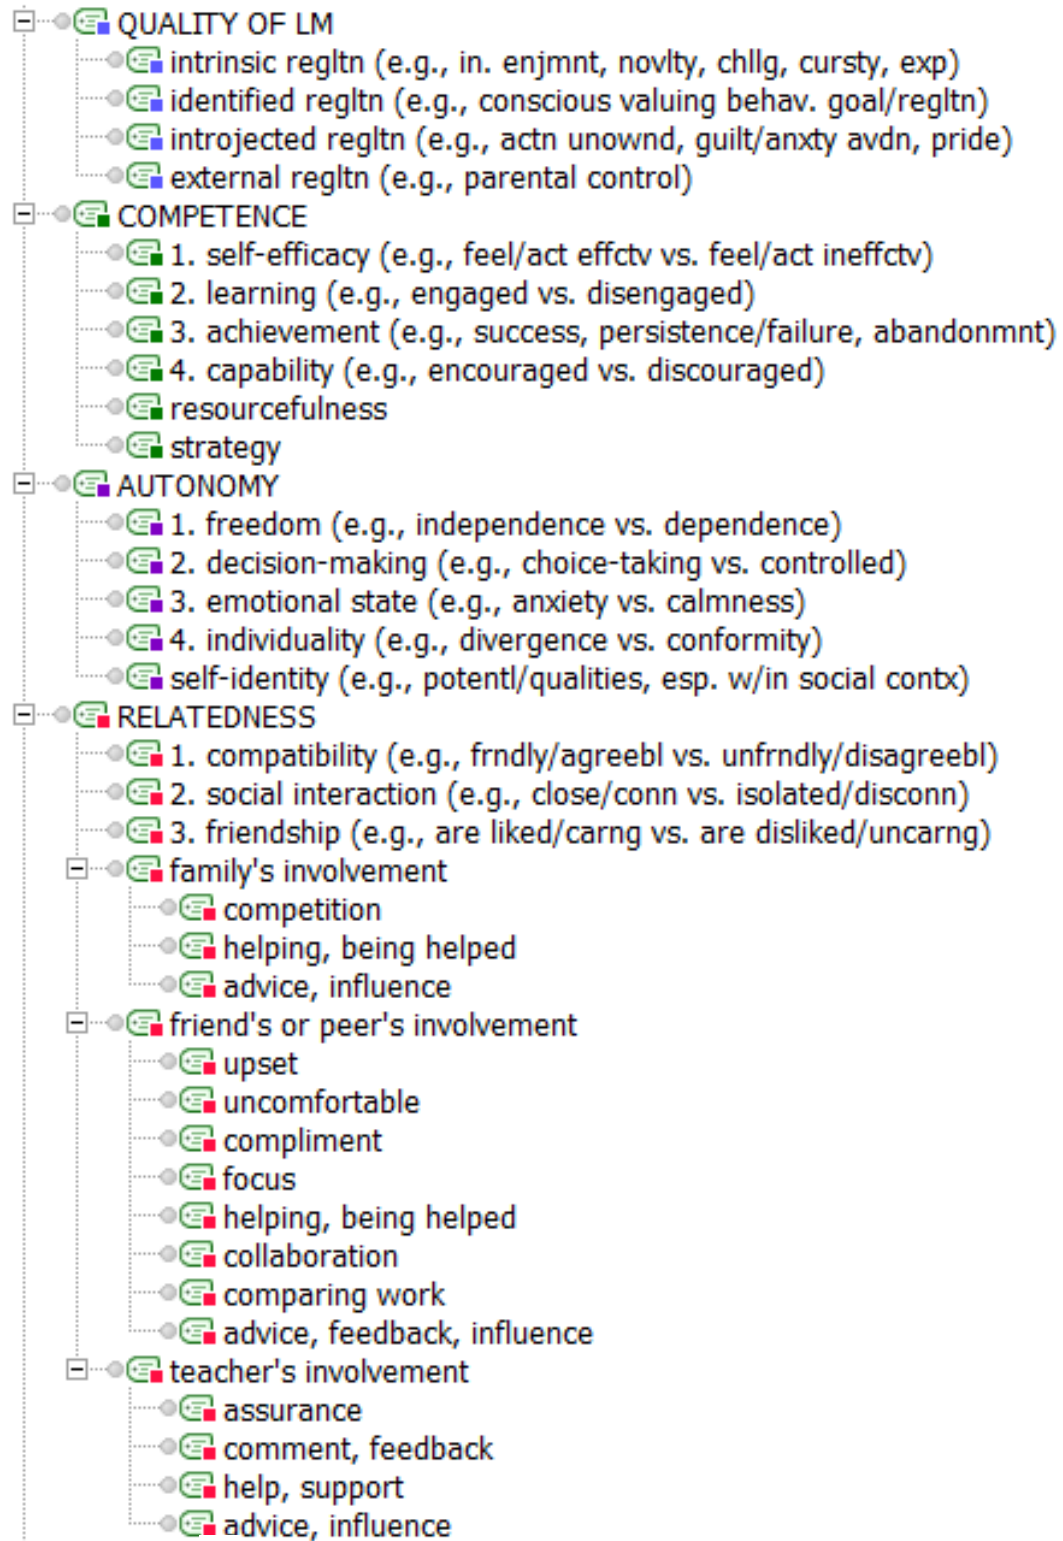 QUALITY OF LM
intrinsic regltn (e.g., in. enjmnt, novlty, chllg, cursty, exp)
identified regltn (e.g., conscious valuing behav. goal/regltn)
introjected regltn (e.g., actn unownd, guilt/anxty avdn, pride)
external regltn (e.g., parental control)
COMPETENCE
1. self-efficacy (e.g., feel/act effctv vs. feel/act ineffctv)
2. learning (e.g., engaged vs. disengaged)
3. achievement (e.g., success, persistence/failure, abandonmnt)
4. capability (e.g., encouraged vs. discouraged)
resourcefulness
strategy
AUTONOMY
1. freedom (e.g., independence vs. dependence)
2. decision-making (e.g., choice-taking vs. controlled)
3. emotional state (e.g., anxiety vs. calmness)
4. individuality (e.g., divergence vs. conformity)
self-identity (e.g., potentl/qualities, esp. w/in social contx)
RELATEDNESS
1. compatibility (e.g., frndly/agreebl vs. unfrndly/disagreebl)
2. social interaction (e.g., close/conn vs. isolated/disconn)
3. friendship (e.g., are liked/carng vs. are disliked/uncarng)
family's involvement
competition
helping, being helped
advice, influence
friend's or peer's involvement
upset
uncomfortable
compliment
focus
helping, being helped
collaboration
comparing work
advice, feedback, influence
teacher's involvement
assurance
comment, feedback
help, support
advice, influence